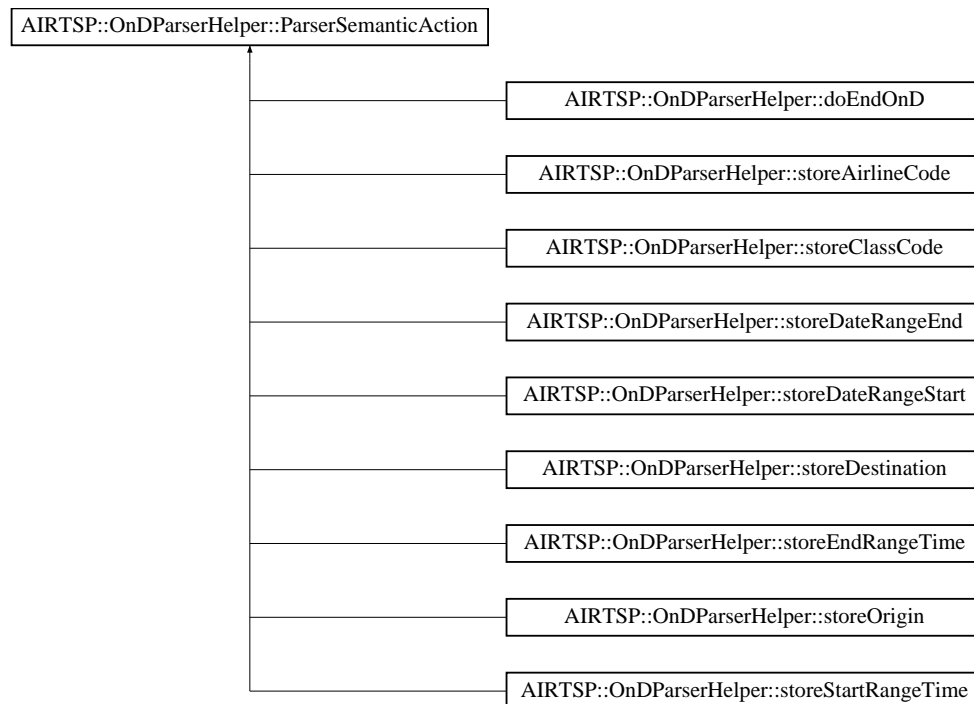 AIRTSP::OnDParserHelper::ParserSemanticAction
AIRTSP::OnDParserHelper::doEndOnD
AIRTSP::OnDParserHelper::storeAirlineCode
AIRTSP::OnDParserHelper::storeClassCode
AIRTSP::OnDParserHelper::storeDateRangeEnd
AIRTSP::OnDParserHelper::storeDateRangeStart
AIRTSP::OnDParserHelper::storeDestination
AIRTSP::OnDParserHelper::storeEndRangeTime
AIRTSP::OnDParserHelper::storeOrigin
AIRTSP::OnDParserHelper::storeStartRangeTime